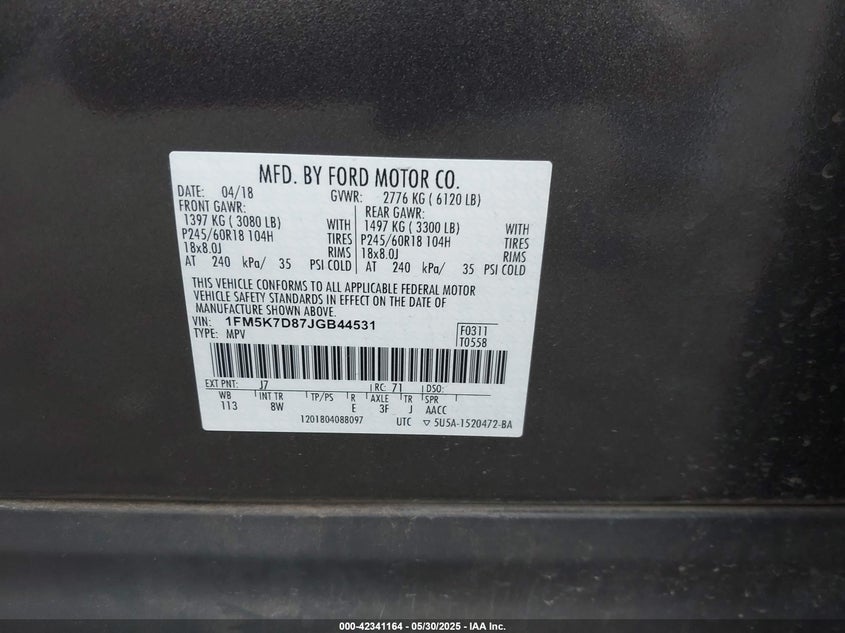 MFD. BY FORD MOTOR CO.
DATE: 04/18 GVWR: 2776 KG ( 6120 LB)
FRONT GAWR: REAR GAWR:
1397 KG ( 3080 LB) WITH 1497 KG ( 3300 LB) WITH
P245/60R18 104H TIRES P245/60R18 104H TIRES
18x8.0J RIMS 18x8.0J RIMS
AT 240 kPa/ 35 PSI COLD AT 240 kPa/ 35 PSI COLD
THIS VEHICLE CONFORMS TO ALL APPLICABLE FEDERAL MOTOR
VEHICLE SAFETY STANDARDS IN EFFECT ON THE DATE OF
MANUFACTURE SHOWN ABOVE.
VIN: 1FM5K7D87JGB44531 F0311
TYPE: MPV T0558
EXT PNT: J7 RC: 71 DSO:
WB INT TR TP/PS R AXLE TR SPR
113 8W E 3F J AACC
1201804088097 UTC ▽ 5U5A-1520472-BA
000-42341164 — 05/30/2025 — IAA Inc.